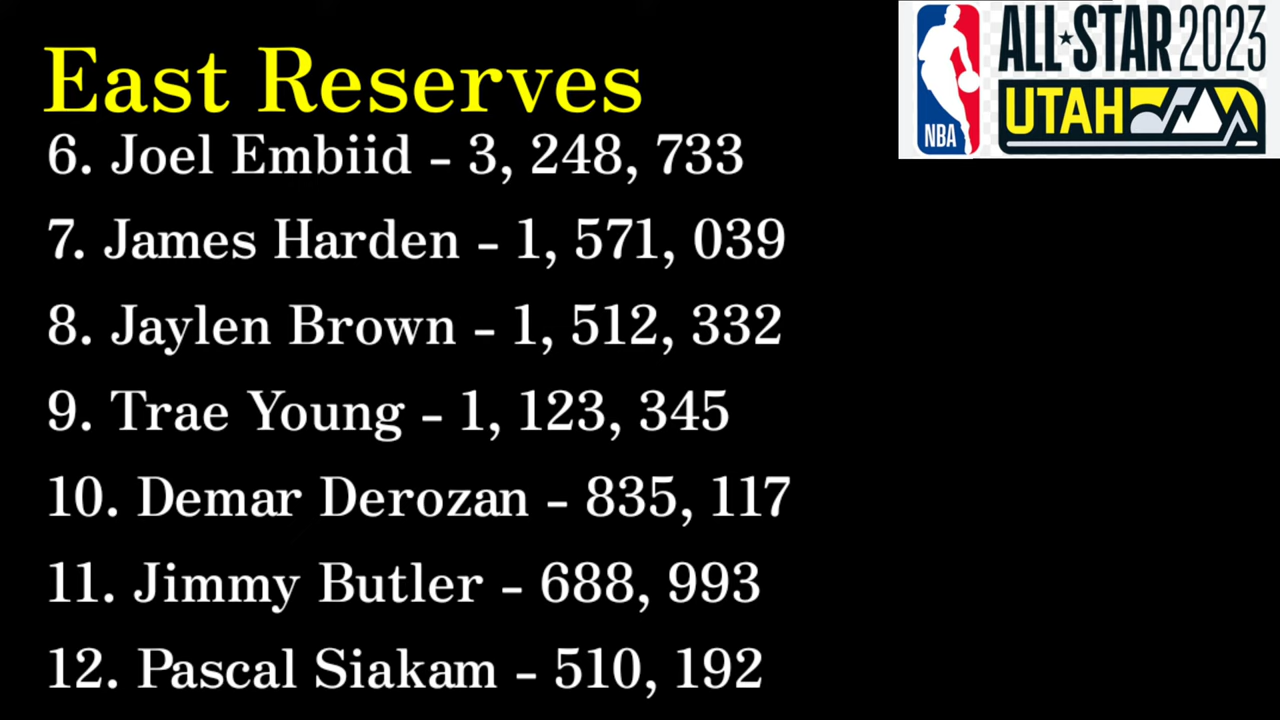 East Reserves
NBA
ALL★STAR 2023
UTAH
6. Joel Embiid - 3, 248, 733
7. James Harden - 1, 571, 039
8. Jaylen Brown - 1, 512, 332
9. Trae Young - 1, 123, 345
10. Demar Derozan - 835, 117
11. Jimmy Butler - 688, 993
12. Pascal Siakam - 510, 192